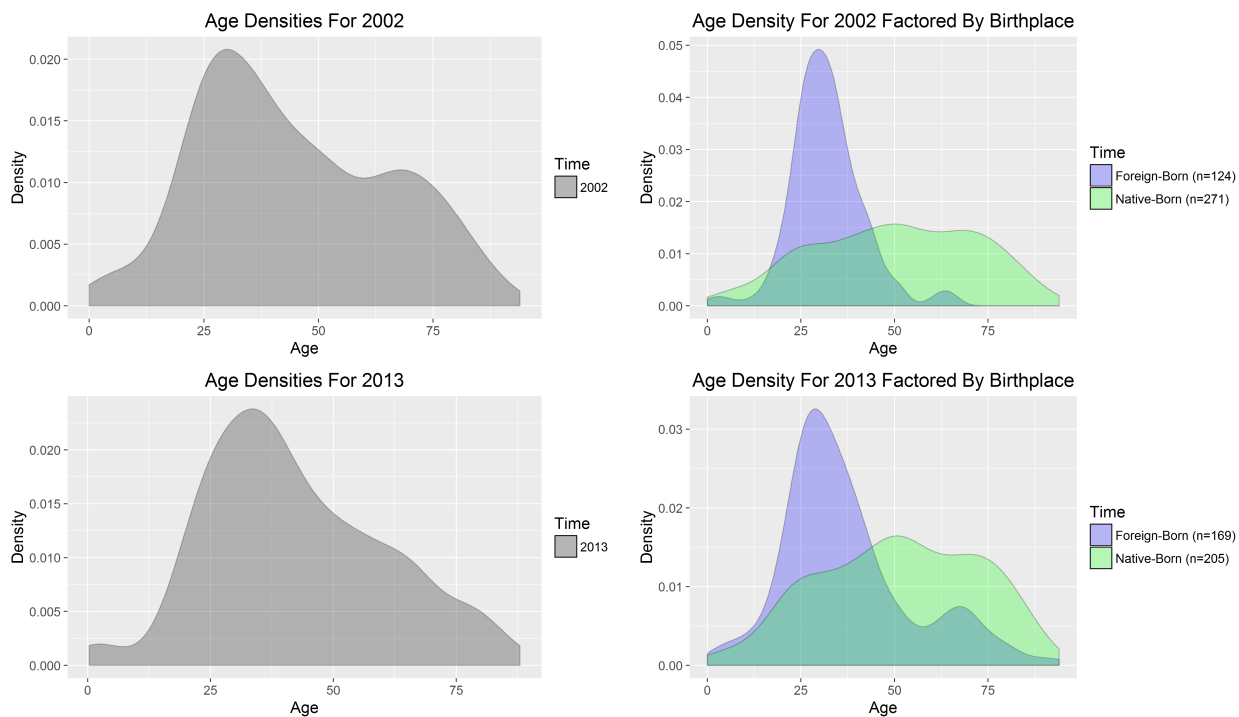 Age Densities For 2002
0.020
0.015
0.010
0.005
0.000
Density
0 25 50 75
Age
Time
2002
Age Density For 2002 Factored By Birthplace
0.05
0.04
0.03
0.02
0.01
0.00
Density
0 25 50 75
Age
Time
Foreign-Born (n=124)
Native-Born (n=271)
Age Densities For 2013
0.020
0.015
0.010
0.005
0.000
Density
0 25 50 75
Age
Time
2013
Age Density For 2013 Factored By Birthplace
0.03
0.02
0.01
0.00
Density
0 25 50 75
Age
Time
Foreign-Born (n=169)
Native-Born (n=205)